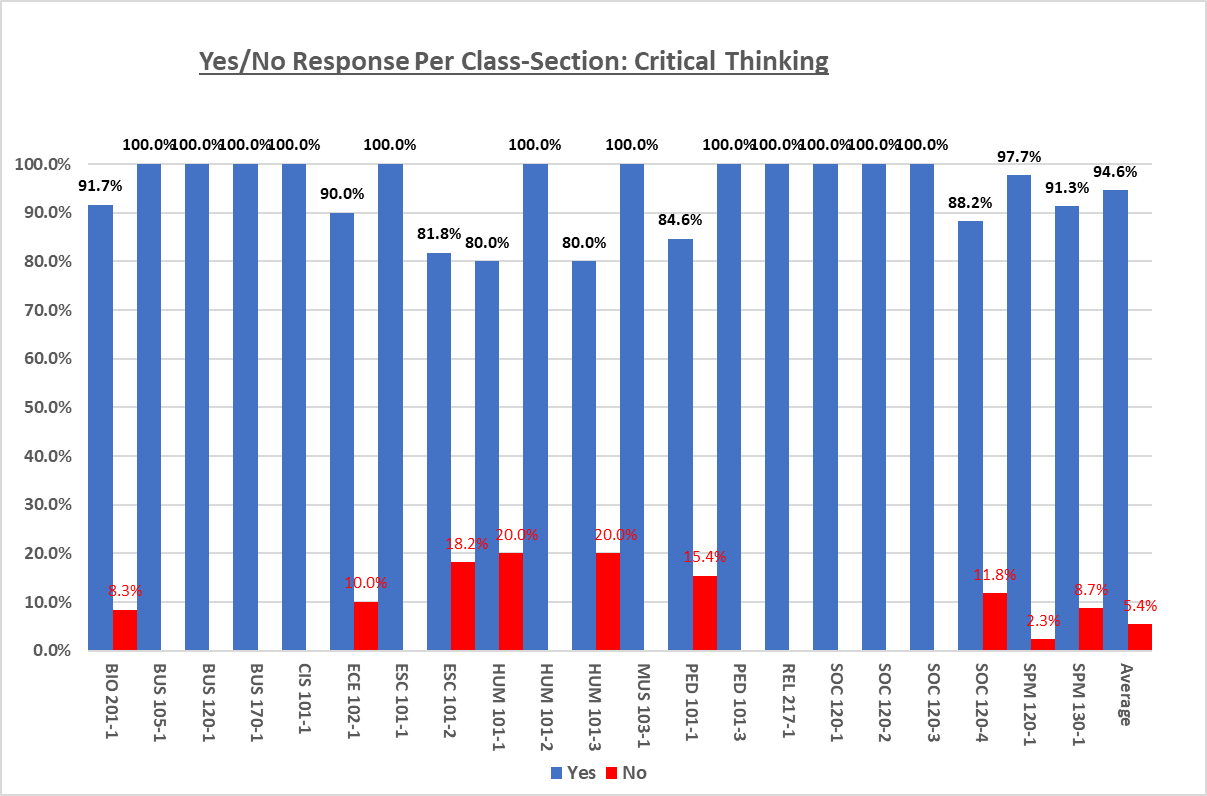 Yes/No Response Per Class-Section: Critical Thinking
100.0% 100.0% 100.0% 100.0% 100.0% 100.0% 100.0% 100.0% 100.0% 100.0% 100.0% 100.0%
97.7%
94.6%
91.7%
91.3%
90.0%
88.2%
84.6%
81.8%
80.0%
80.0%
20.0%
20.0%
18.2%
15.4%
11.8%
10.0%
8.3%
8.7%
5.4%
2.3%
100.0%
90.0%
80.0%
70.0%
60.0%
50.0%
40.0%
30.0%
20.0%
10.0%
0.0%
BIO 201-1
BUS 105-1
BUS 120-1
BUS 170-1
CIS 101-1
ECE 102-1
ESC 101-1
ESC 101-2
HUM 101-1
HUM 101-2
HUM 101-3
MUS 103-1
PED 101-1
PED 101-3
REL 217-1
SOC 120-1
SOC 120-2
SOC 120-3
SOC 120-4
SPM 120-1
SPM 130-1
Average
Yes No